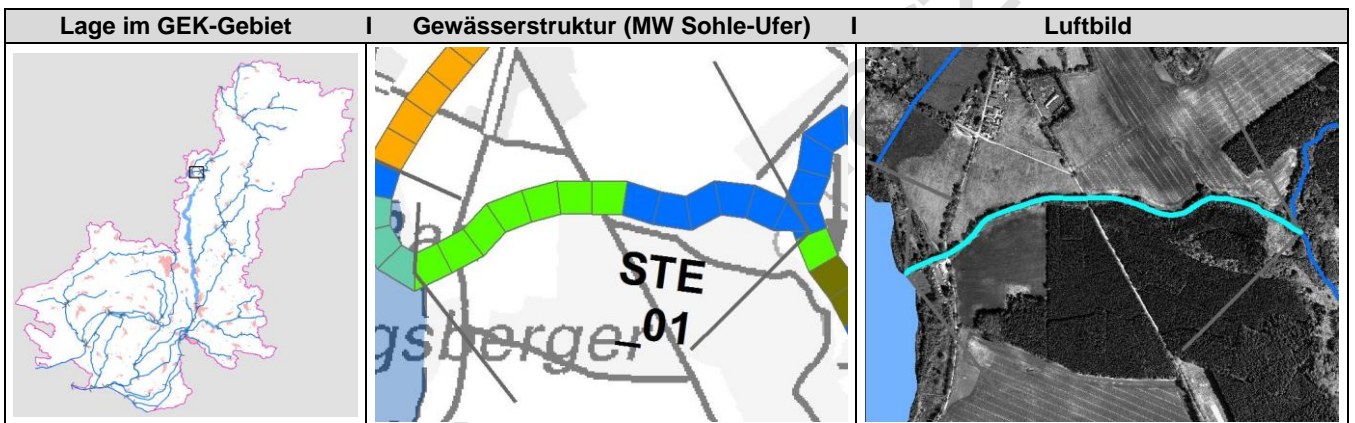 Lage im GEK-Gebiet I Gewässerstruktur (MW Sohle-Ufer) I Luftbild
STE
_01
gsberger